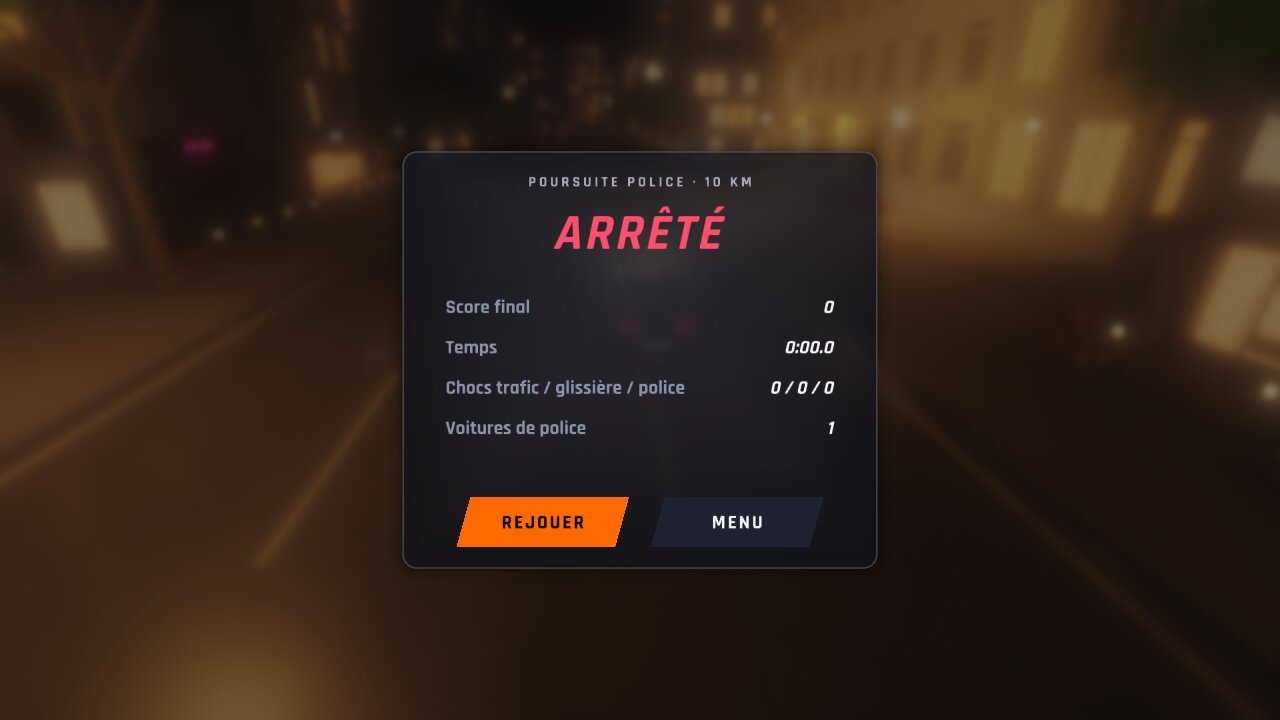 POURSUITE POLICE · 10 KM
ARRÊTÉ
Score final 0
Temps 0:00.0
Chocs trafic / glissière / police 0 / 0 / 0
Voitures de police 1
REJOUER MENU